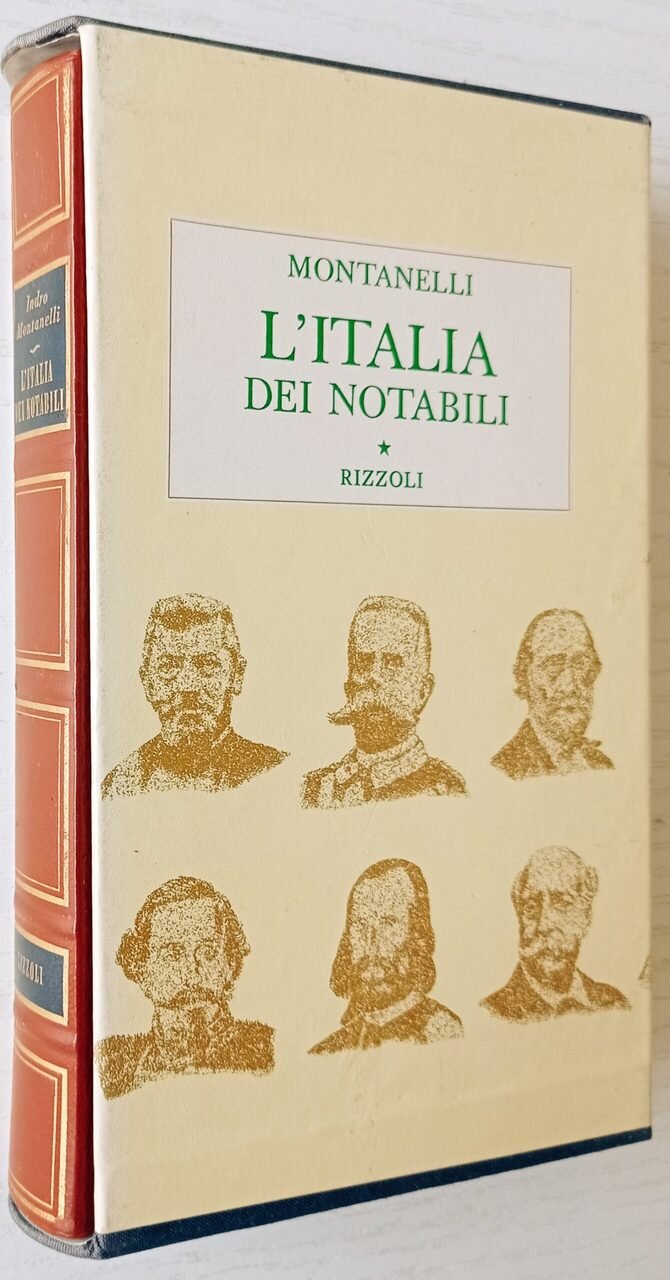 MONTANELLI
L'ITALIA
DEI NOTABILI
★
RIZZOLI
Indro
Montanelli
L'ITALIA
DEI NOTABILI
RIZZOLI